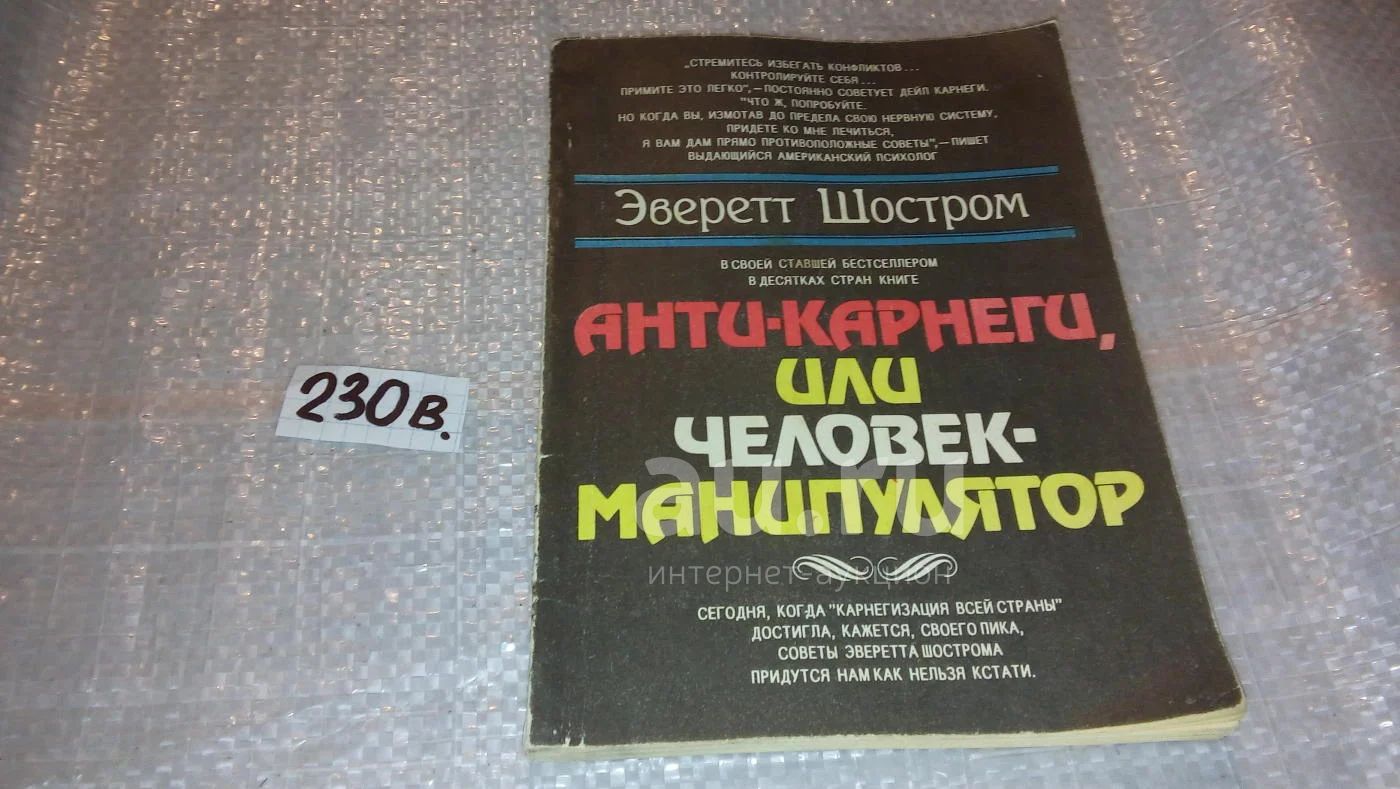 „СТРЕМИТЕСЬ ИЗБЕГАТЬ КОНФЛИКТОВ...
КОНТРОЛИРУЙТЕ СЕБЯ...
ПРИМИТЕ ЭТО ЛЕГКО", – ПОСТОЯННО СОВЕТУЕТ ДЕЙЛ КАРНЕГИ.
"ЧТО Ж, ПОПРОБУЙТЕ.
НО КОГДА ВЫ, ИЗМОТАВ ДО ПРЕДЕЛА СВОЮ НЕРВНУЮ СИСТЕМУ,
ПРИДЕТЕ КО МНЕ ЛЕЧИТЬСЯ,
Я ВАМ ДАМ ПРЯМО ПРОТИВОПОЛОЖНЫЕ СОВЕТЫ", – ПИШЕТ
ВЫДАЮЩИЙСЯ АМЕРИКАНСКИЙ ПСИХОЛОГ
Эверетт Шостром
В СВОЕЙ СТАВШЕЙ БЕСТСЕЛЛЕРОМ
В ДЕСЯТКАХ СТРАН КНИГЕ
АНТИ-КАРНЕГИ,
ИЛИ
ЧЕЛОВЕК-
МАНИПУЛЯТОР
СЕГОДНЯ, КОГДА "КАРНЕГИЗАЦИЯ ВСЕЙ СТРАНЫ"
ДОСТИГЛА, КАЖЕТСЯ, СВОЕГО ПИКА,
СОВЕТЫ ЭВЕРЕТТА ШОСТРОМА
ПРИДУТСЯ НАМ КАК НЕЛЬЗЯ КСТАТИ.
230в.
au.ru
интернет-аукцион